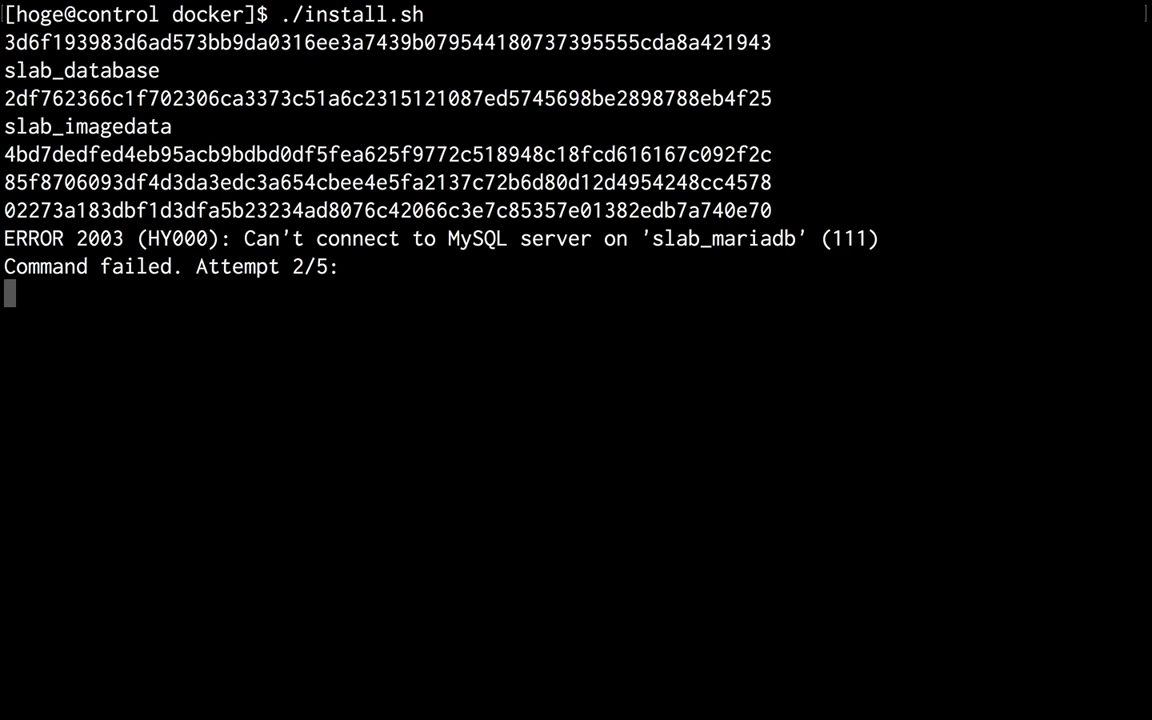 [hoge@control docker]$ ./install.sh
3d6f193983d6ad573bb9da0316ee3a7439b079544180737395555cda8a421943
slab_database
2df762366c1f702306ca3373c51a6c2315121087ed5745698be2898788eb4f25
slab_imagedata
4bd7dedfed4eb95acb9bdbd0df5fea625f9772c518948c18fcd616167c092f2c
85f8706093df4d3da3edc3a654cbee4e5fa2137c72b6d80d12d4954248cc4578
02273a183dbf1d3dfa5b23234ad8076c42066c3e7c85357e01382edb7a740e70
ERROR 2003 (HY000): Can't connect to MySQL server on 'slab_mariadb' (111)
Command failed. Attempt 2/5: